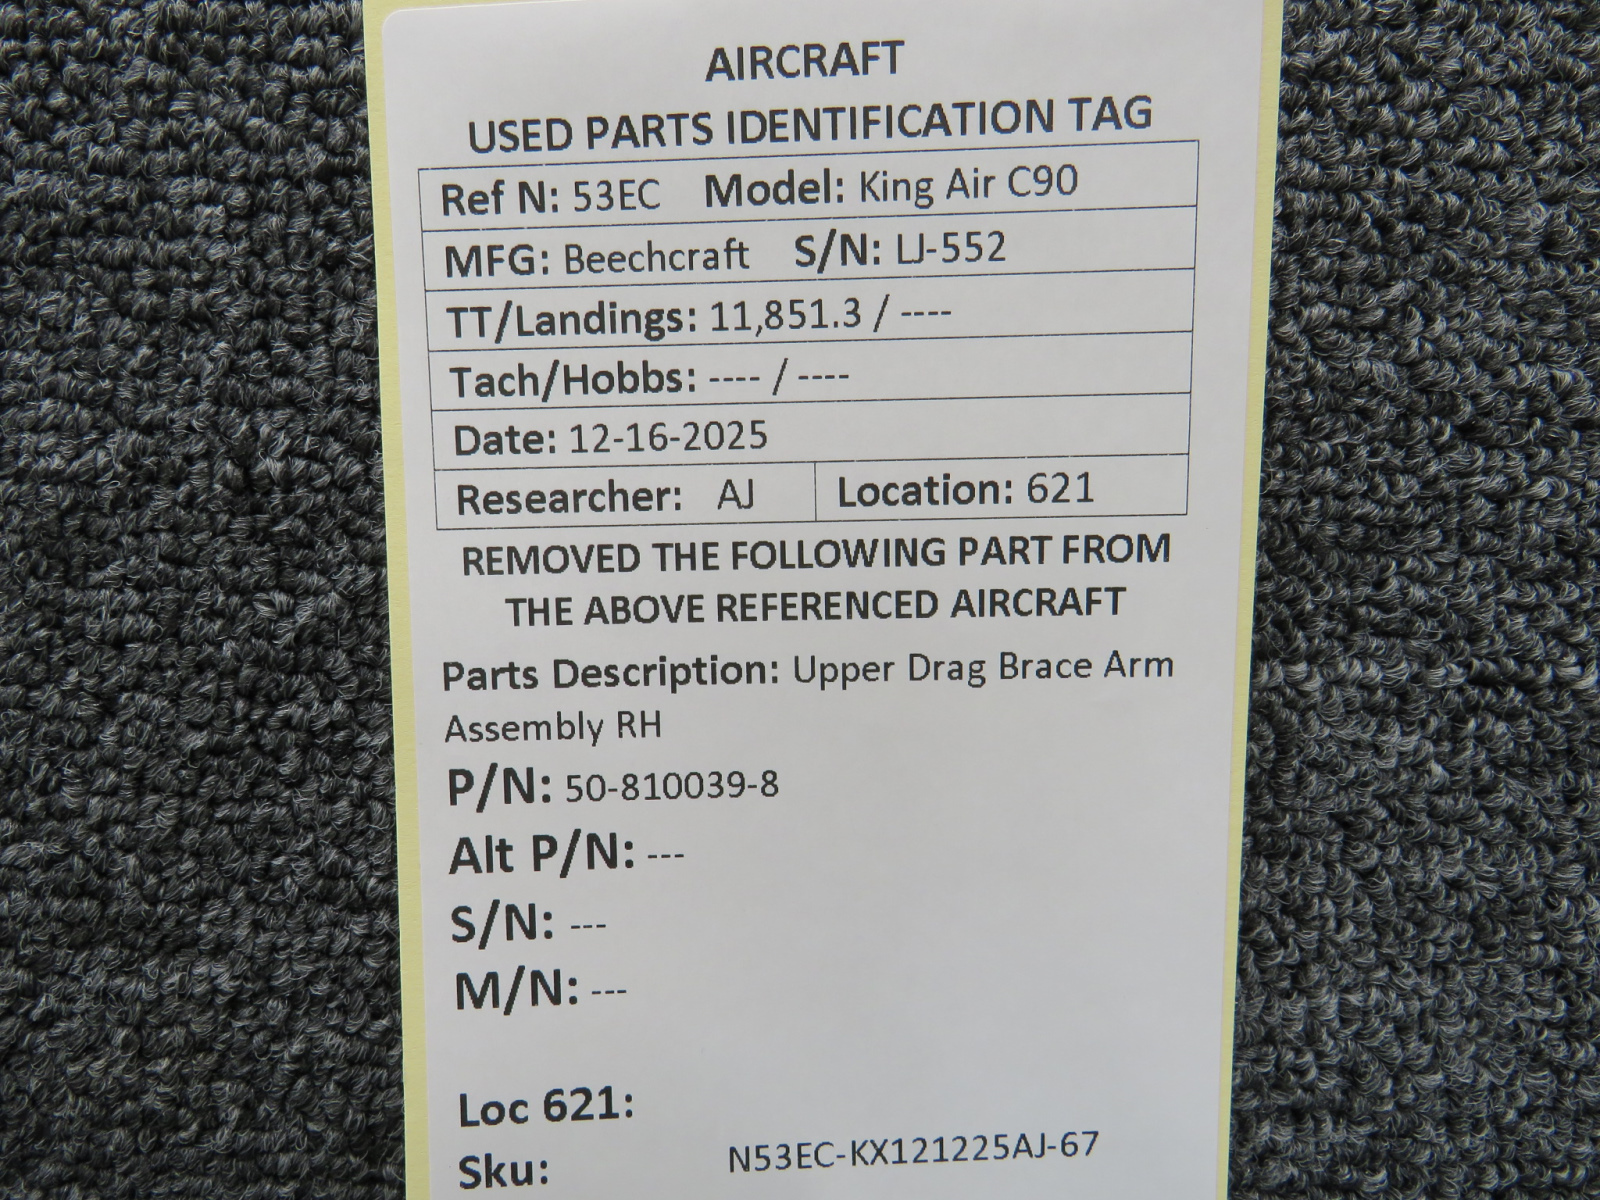 AIRCRAFT
USED PARTS IDENTIFICATION TAG
Ref N: 53EC Model: King Air C90
MFG: Beechcraft S/N: LJ-552
TT/Landings: 11,851.3 / ----
Tach/Hobbs: ---- / ----
Date: 12-16-2025
Researcher: AJ Location: 621
REMOVED THE FOLLOWING PART FROM
THE ABOVE REFERENCED AIRCRAFT
Parts Description: Upper Drag Brace Arm
Assembly RH
P/N: 50-810039-8
Alt P/N: ---
S/N: ---
M/N: ---
Loc 621:
Sku: N53EC-KX121225AJ-67